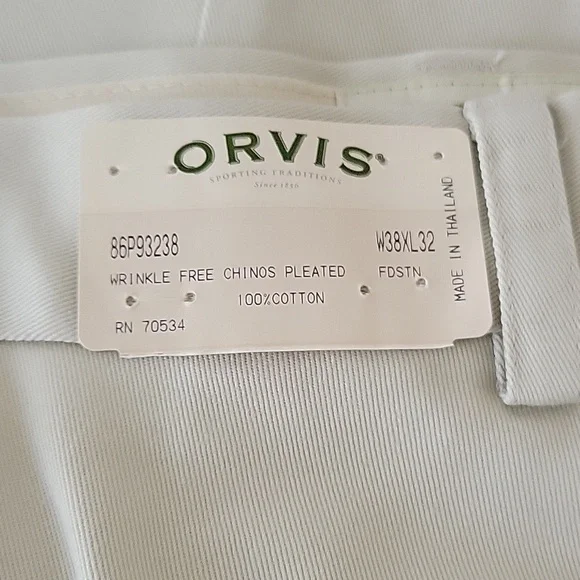 ORVIS
SPORTING TRADITIONS
Since 1856
86P93238 W38XL32
WRINKLE FREE CHINOS PLEATED FDSTN
100%COTTON
RN 70534
MADE IN THAILAND